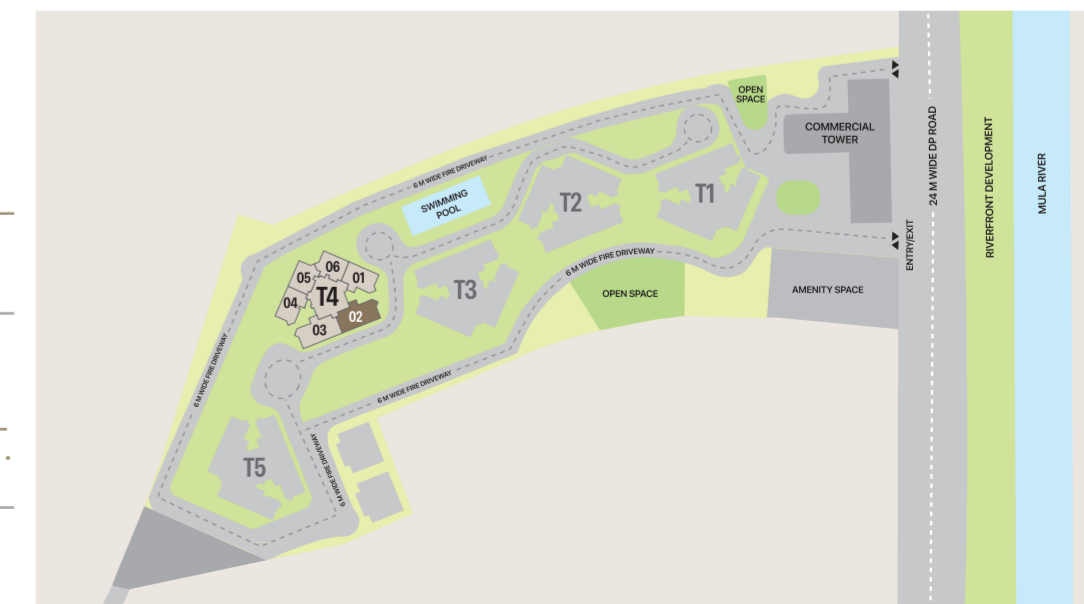 OPEN
SPACE
COMMERCIAL
TOWER
24 M WIDE DP ROAD
RIVERFRONT DEVELOPMENT
MULA RIVER
6 M WIDE FIRE DRIVEWAY
SWIMMING
POOL
T2
T1
ENTRY/EXIT
6 M WIDE FIRE DRIVEWAY
T3
OPEN SPACE
AMENITY SPACE
06
05
01
T4
04
02
03
6 M WIDE FIRE DRIVEWAY
6 M WIDE FIRE DRIVEWAY
T5
6 M WIDE FIRE DRIVEWAY